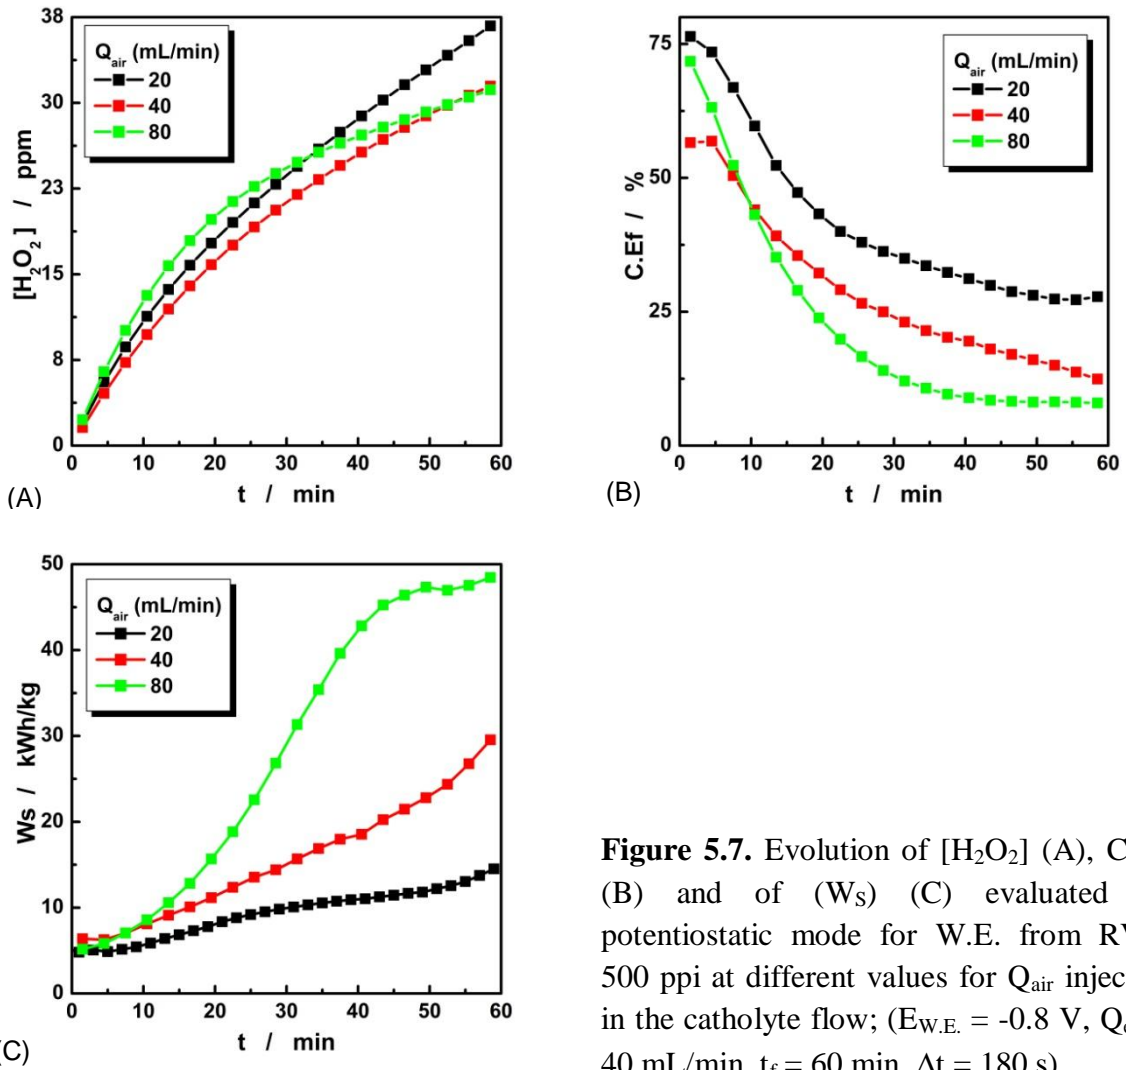 38
30
23
15
8
0
[H₂O₂] / ppm
Q_air (mL/min)
20
40
80
0 10 20 30 40 50 60
t / min
(A)
75
50
25
0
C.Ef / %
Q_air (mL/min)
20
40
80
0 10 20 30 40 50 60
t / min
(B)
50
40
30
20
10
0
Ws / kWh/kg
Q_air (mL/min)
20
40
80
0 10 20 30 40 50 60
t / min
(C)
Figure 5.7. Evolution of [H₂O₂] (A), C
(B) and of (W_S) (C) evaluated
potentiostatic mode for W.E. from RV
500 ppi at different values for Q_air injec
in the catholyte flow; (E_W.E. = -0.8 V, Q
40 mL/min, t_f = 60 min, Δt = 180 s)